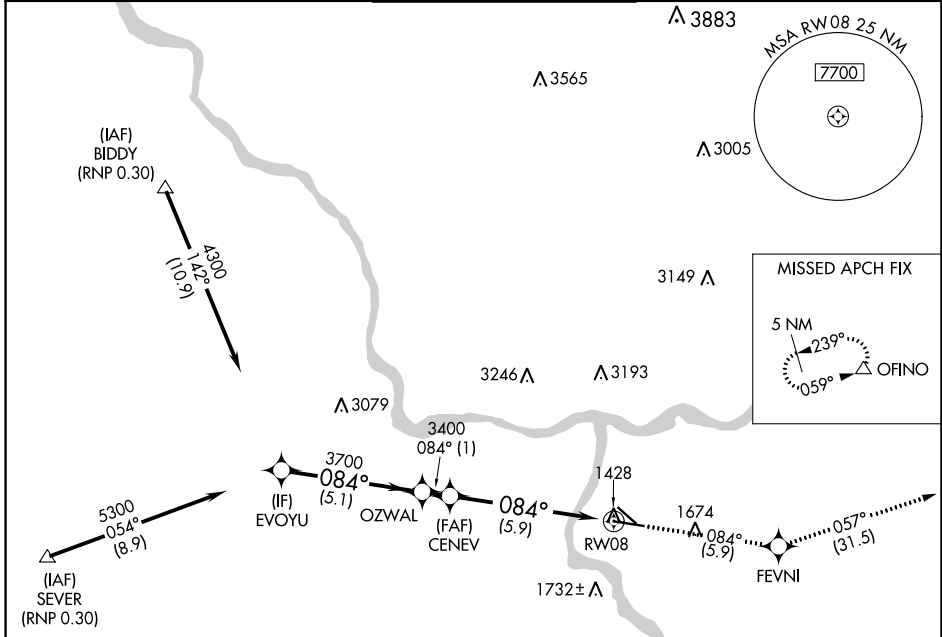 3883
MSA RW08 25 NM
7700
3565
3005
(IAF)
BIDDY
(RNP 0.30)
4300
142°
(10.9)
3149
MISSED APCH FIX
5 NM
239°
059°
OFINO
3246
3193
3079
3400
084° (1)
3700
084°
(5.1)
(IF)
EVOYU
OZWAL
(FAF)
CENEV
084°
(5.9)
1428
RW08
1674
084°
(5.9)
FEVNI
057°
(31.5)
5300
054°
(8.9)
(IAF)
SEVER
(RNP 0.30)
1732±